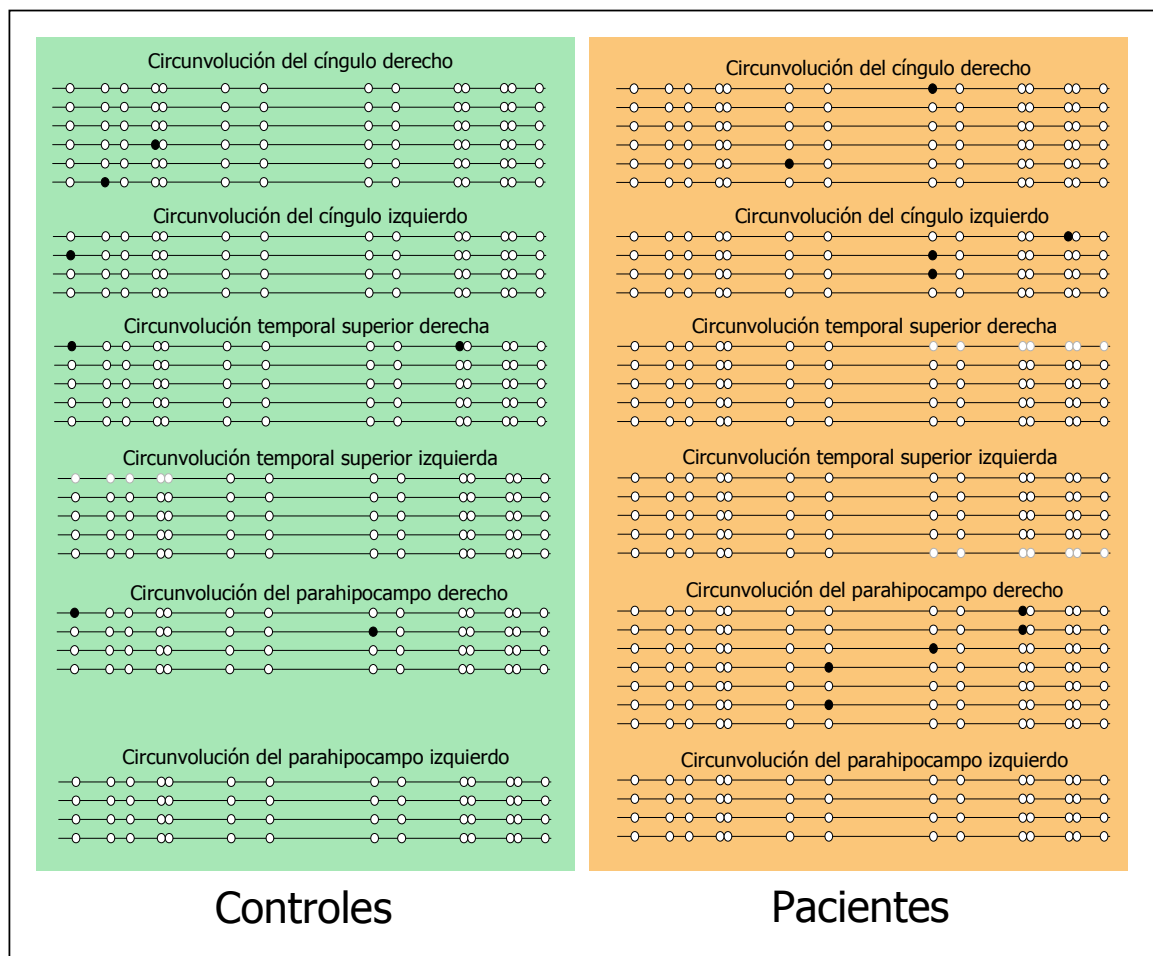 Circunvolución del cíngulo derecho
Circunvolución del cíngulo izquierdo
Circunvolución temporal superior derecha
Circunvolución temporal superior izquierda
Circunvolución del parahipocampo derecho
Circunvolución del parahipocampo izquierdo
Controles
Circunvolución del cíngulo derecho
Circunvolución del cíngulo izquierdo
Circunvolución temporal superior derecha
Circunvolución temporal superior izquierda
Circunvolución del parahipocampo derecho
Circunvolución del parahipocampo izquierdo
Pacientes